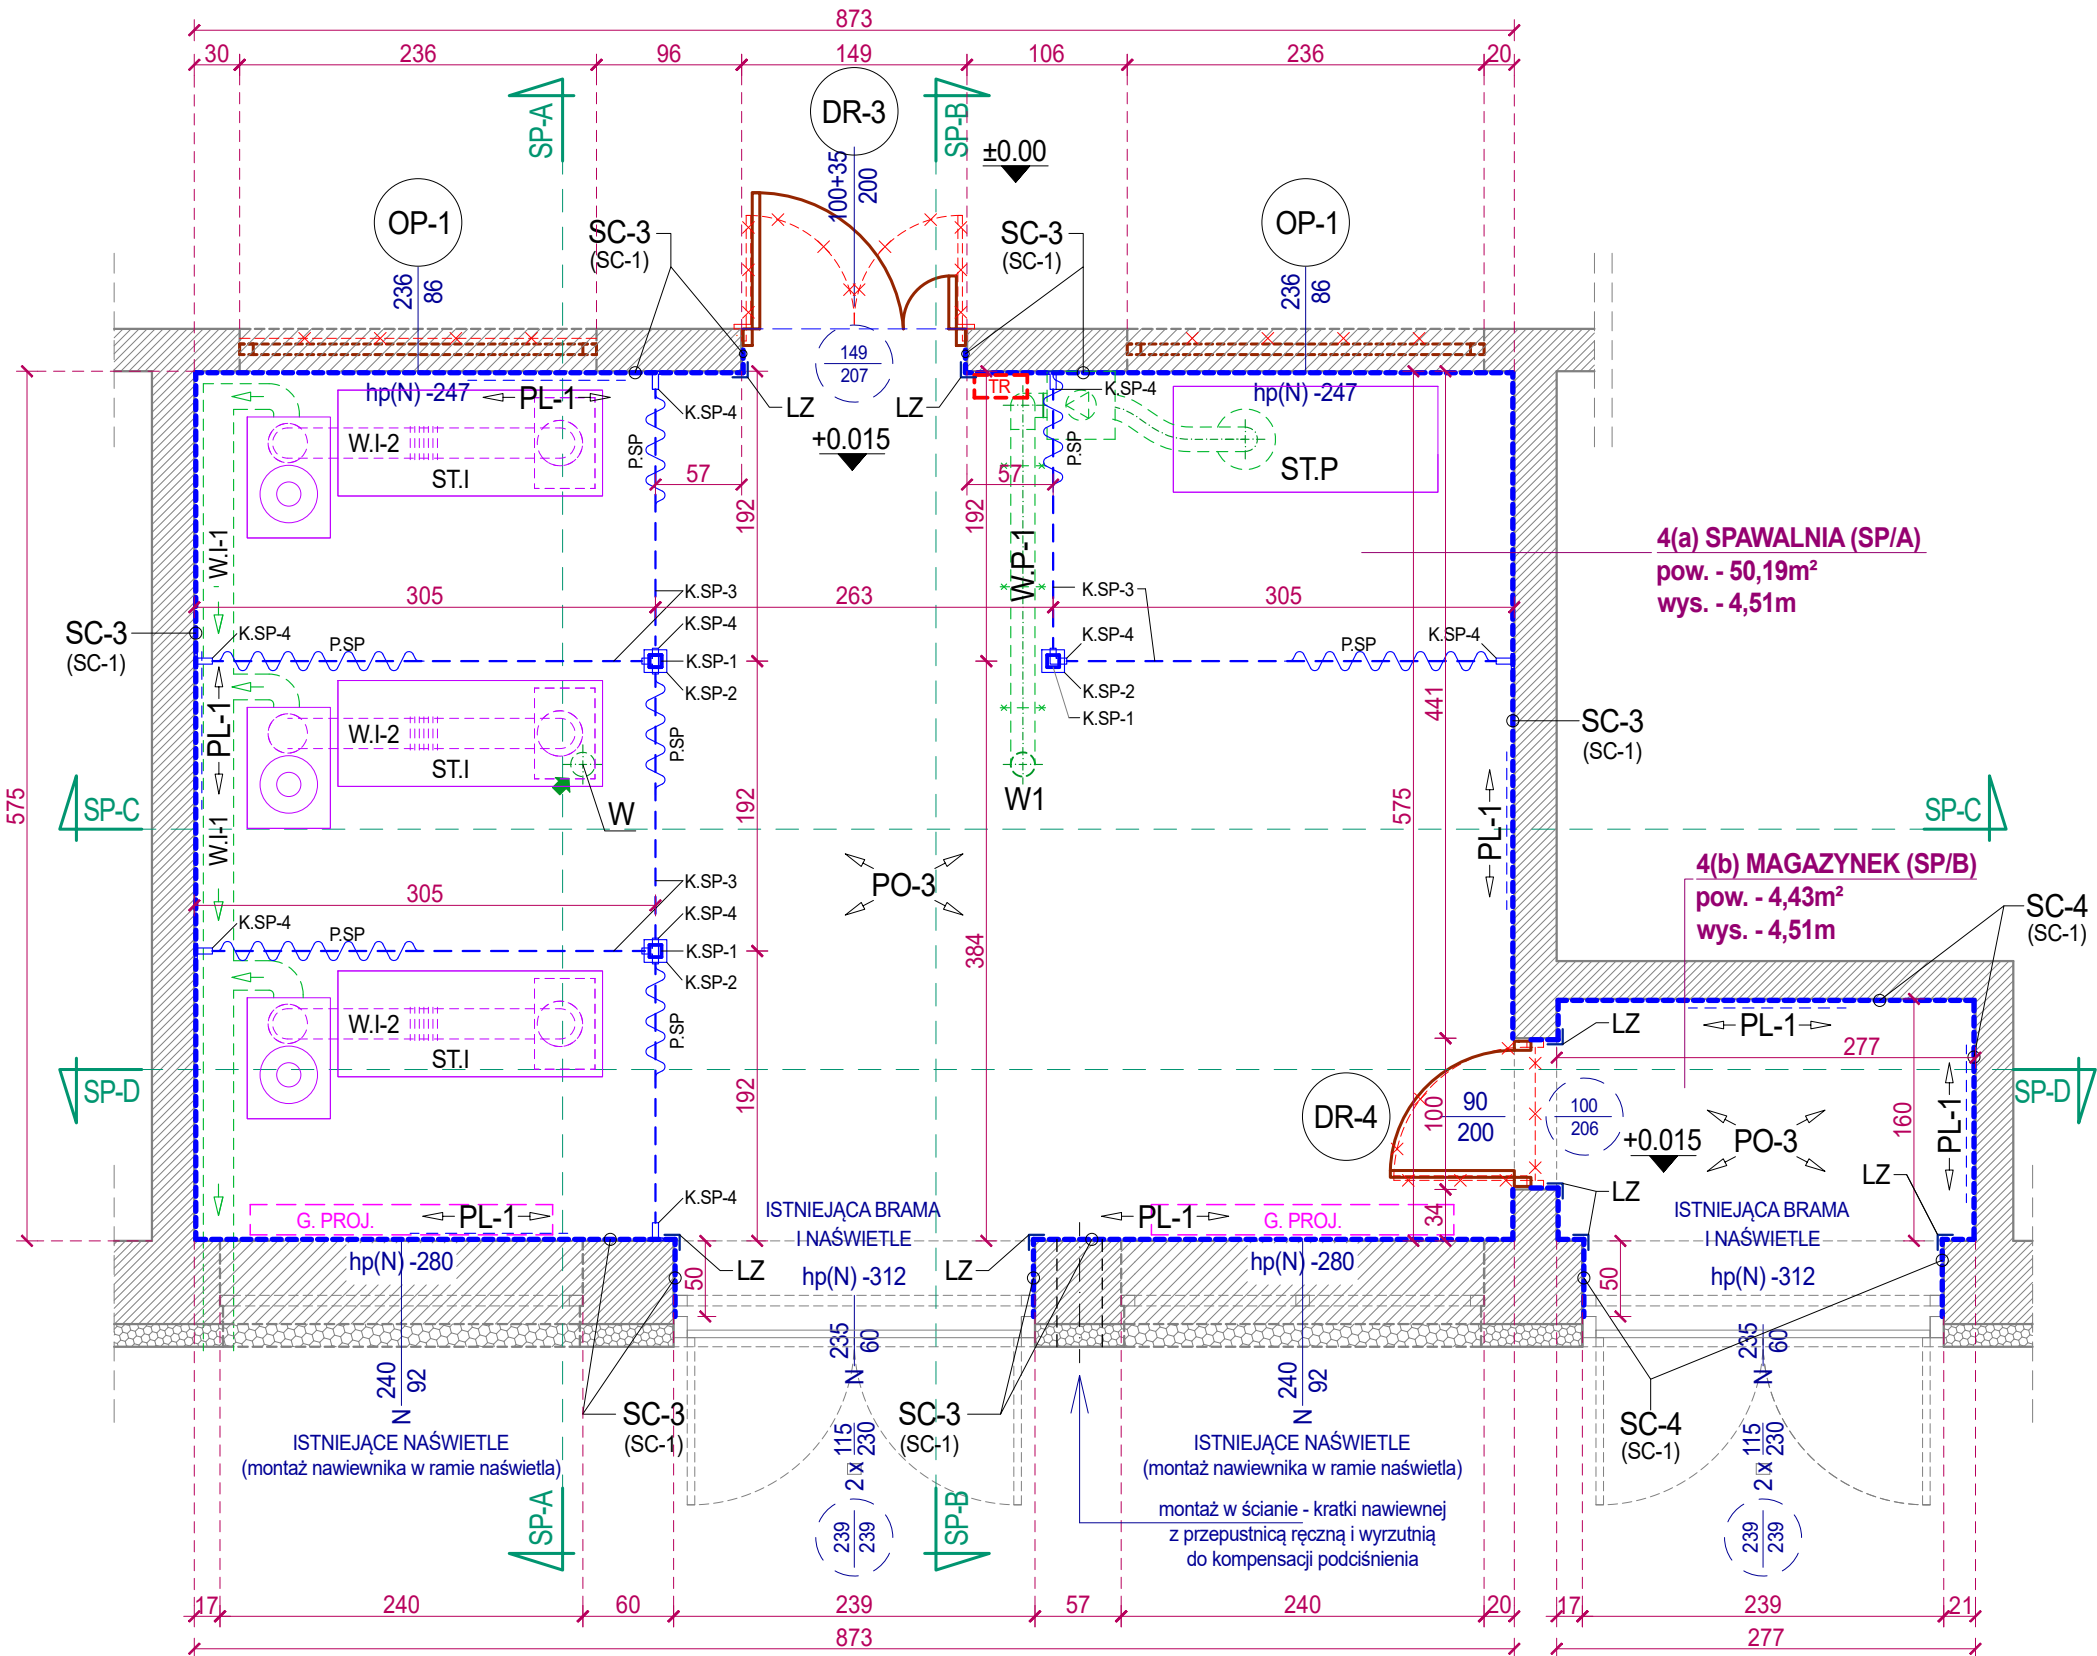 873
30
236
96
149
106
236
20
SP-A
DR-3
SP-B
100+35
200
±0.00
OP-1
236
86
SC-3
(SC-1)
SC-3
(SC-1)
OP-1
236
86
149
207
hp(N) -247
PL-1
K.SP-4
LZ
LZ
TR
K.SP-4
hp(N) -247
W.I-2
ST.I
P.SP
+0.015
P.SP
ST.P
57
57
192
192
W.I-1
W.P-1
4(a) SPAWALNIA (SP/A)
pow. - 50,19m²
wys. - 4,51m
305
K.SP-3
263
K.SP-3
305
SC-3
(SC-1)
K.SP-4
P.SP
K.SP-4
K.SP-1
K.SP-2
K.SP-4
K.SP-2
K.SP-1
P.SP
K.SP-4
441
SC-3
(SC-1)
PL-1
W.I-2
ST.I
P.SP
W
W1
575
SP-C
W.I-1
192
575
PL-1
SP-C
PO-3
4(b) MAGAZYNEK (SP/B)
pow. - 4,43m²
wys. - 4,51m
305
K.SP-3
K.SP-4
P.SP
K.SP-4
K.SP-1
K.SP-2
384
SC-4
(SC-1)
W.I-2
ST.I
P.SP
LZ
PL-1
277
SP-D
192
DR-4
100
90
200
100
206
+0.015
PO-3
160
PL-1
SP-D
LZ
LZ
G. PROJ.
PL-1
K.SP-4
ISTNIEJĄCA BRAMA
I NAŚWIETLE
hp(N) -312
PL-1
G. PROJ.
34
ISTNIEJĄCA BRAMA
I NAŚWIETLE
hp(N) -312
hp(N) -280
50
LZ
LZ
hp(N) -280
50
240
92
N
235
60
N
240
92
N
235
60
N
SC-3
(SC-1)
SC-3
(SC-1)
SC-4
(SC-1)
ISTNIEJĄCE NAŚWIETLE
(montaż nawiewnika w ramie naświetla)
2 x 115
230
ISTNIEJĄCE NAŚWIETLE
(montaż nawiewnika w ramie naświetla)
2 x 115
230
montaż w ścianie - kratki nawiewnej
z przepustnicą ręczną i wyrzutnią
do kompensacji podciśnienia
SP-A
239
239
SP-B
239
239
17
240
60
239
57
240
20
17
239
21
873
277